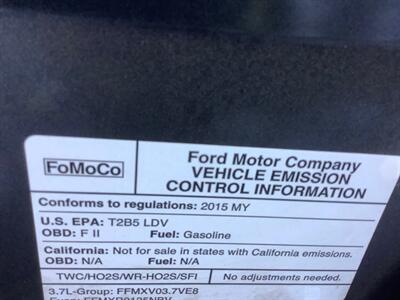 FoMoCo
Ford Motor Company
VEHICLE EMISSION
CONTROL INFORMATION
Conforms to regulations: 2015 MY
U.S. EPA: T2B5 LDV
OBD: F II Fuel: Gasoline
California: Not for sale in states with California emissions.
OBD: N/A Fuel: N/A
TWC/HO2S/WR-HO2S/SFI No adjustments needed.
3.7L-Group: FFMXV03.7VE8